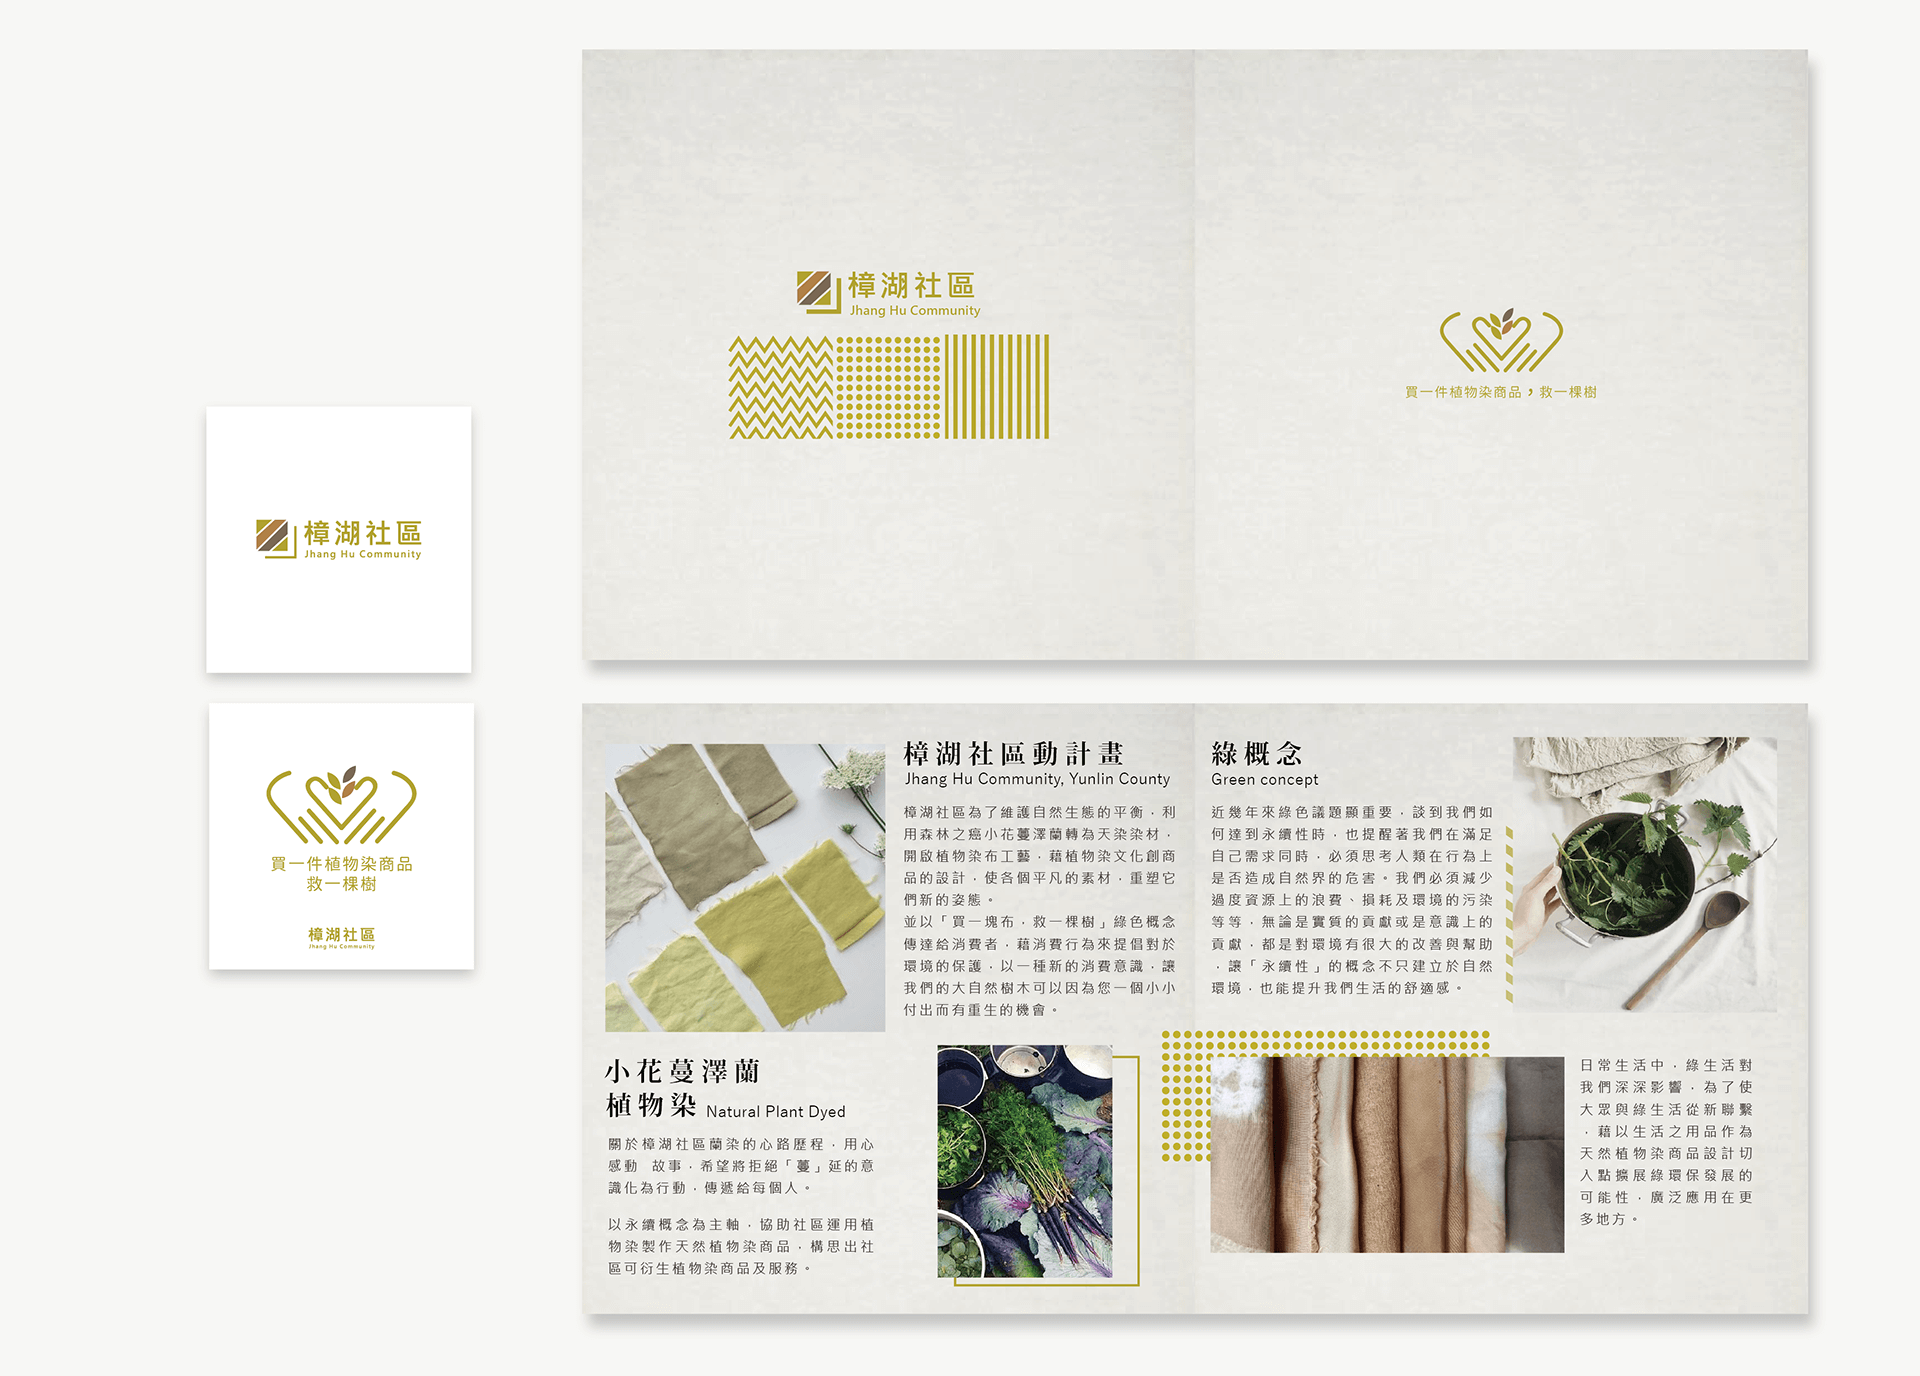 樟湖社區
Jhang Hu Community
買一件植物染商品
救一棵樹
樟湖社區
Jhang Hu Community
樟湖社區
Jhang Hu Community
買一件植物染商品，救一棵樹
樟湖社區動計畫
Jhang Hu Community, Yunlin County
樟湖社區為了維護自然生態的平衡，利
用森林之癌小花蔓澤蘭轉為天染染材，
開啟植物染布工藝，藉植物染文化創商
品的設計，使各個平凡的素材，重塑它
們新的姿態。
並以「買一塊布，救一棵樹」綠色概念
傳達給消費者，藉消費行為來提倡對於
環境的保護，以一種新的消費意識，讓
我們的大自然樹木可以因為您一個小小
付出而有重生的機會。
小花蔓澤蘭
植物染 Natural Plant Dyed
關於樟湖社區蘭染的心路歷程，用心
感動 故事，希望將拒絕「蔓」延的意
識化為行動，傳遞給每個人。
以永續概念為主軸，協助社區運用植
物染製作天然植物染商品，構思出社
區可衍生植物染商品及服務。
綠概念
Green concept
近幾年來綠色議題顯重要，談到我們如
何達到永續性時，也提醒著我們在滿足
自己需求同時，必須思考人類在行為上
是否造成自然界的危害。我們必須減少
過度資源上的浪費、損耗及環境的污染
等等，無論是實質的貢獻或是意識上的
貢獻，都是對環境有很大的改善與幫助
，讓「永續性」的概念不只建立於自然
環境，也能提升我們生活的舒適感。
日常生活中，綠生活對
我們深深影響，為了使
大眾與綠生活從新聯繫
，藉以生活之用品作為
天然植物染商品設計切
入點擴展綠環保發展的
可能性，廣泛應用在更
多地方。